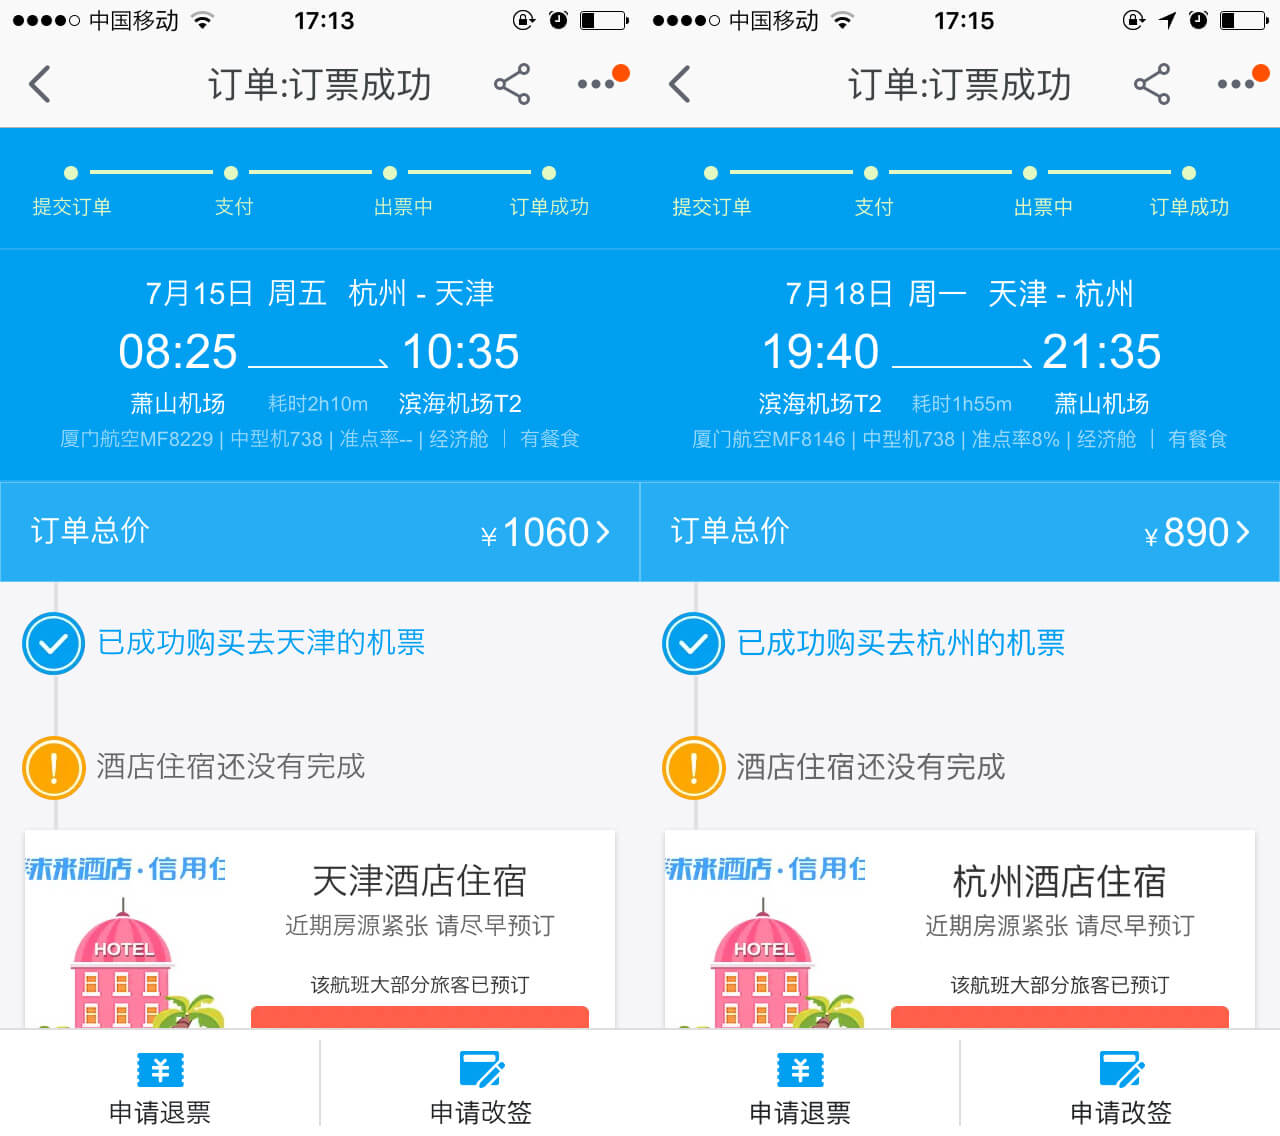 中国移动 17:13
订单:订票成功
提交订单 支付 出票中 订单成功
7月15日 周五 杭州 - 天津
08:25 10:35
萧山机场 耗时2h10m 滨海机场T2
厦门航空MF8229 | 中型机738 | 准点率-- | 经济舱 | 有餐食
订单总价 ¥1060
已成功购买去天津的机票
酒店住宿还没有完成
未来酒店·信用住
HOTEL
天津酒店住宿
近期房源紧张 请尽早预订
该航班大部分旅客已预订
¥
申请退票 申请改签
中国移动 17:15
订单:订票成功
提交订单 支付 出票中 订单成功
7月18日 周一 天津 - 杭州
19:40 21:35
滨海机场T2 耗时1h55m 萧山机场
厦门航空MF8146 | 中型机738 | 准点率8% | 经济舱 | 有餐食
订单总价 ¥890
已成功购买去杭州的机票
酒店住宿还没有完成
未来酒店·信用住
HOTEL
杭州酒店住宿
近期房源紧张 请尽早预订
该航班大部分旅客已预订
¥
申请退票 申请改签